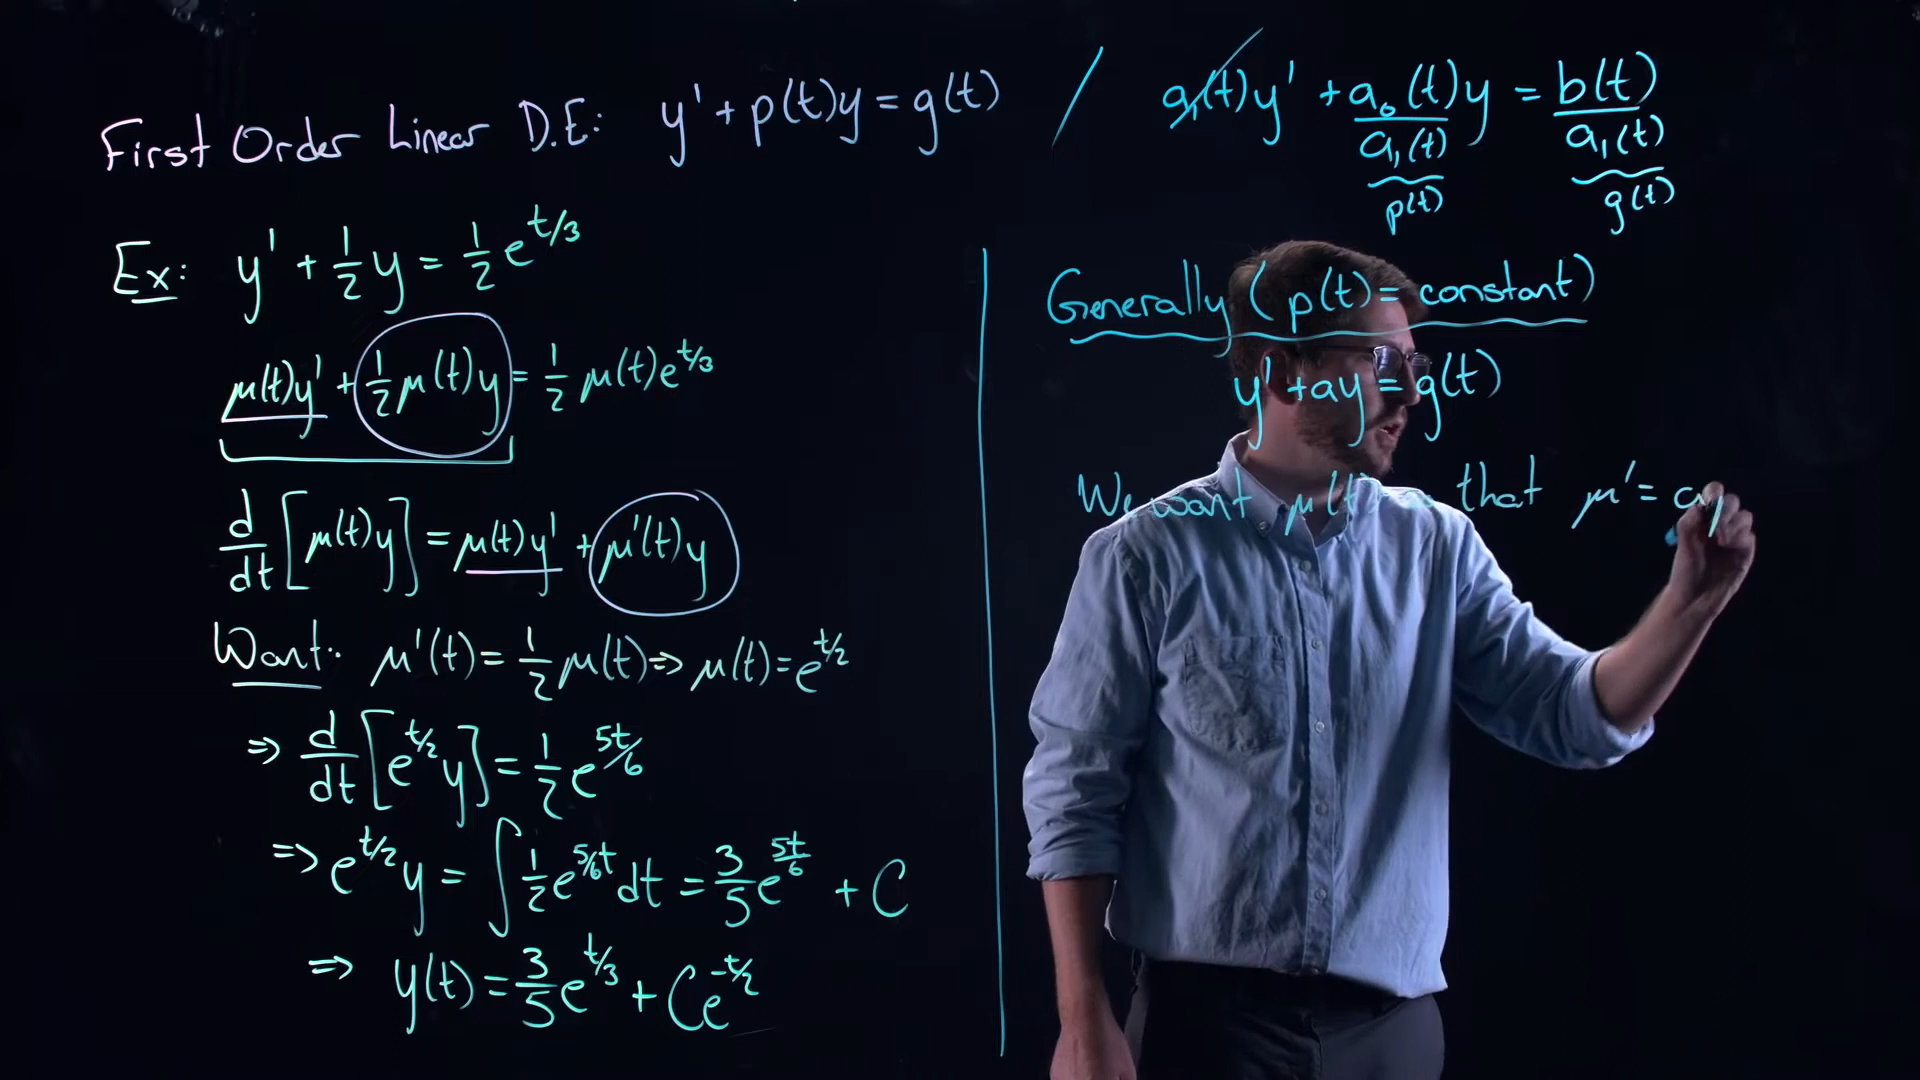 First Order Linear D.E: y' + p(t)y = g(t) / a₁(t)y' + a₀(t)y = b(t)
a₁(t) a₁(t)
p(t) g(t)
Ex: y' + 1/2 y = 1/2 e^{t/3}
μ(t)y' + 1/2 μ(t)y = 1/2 μ(t)e^{t/3}
d/dt [μ(t)y] = μ(t)y' + μ'(t)y
Want: μ'(t) = 1/2 μ(t) => μ(t) = e^{t/2}
=> d/dt [e^{t/2} y] = 1/2 e^{5t/6}
=> e^{t/2} y = ∫ 1/2 e^{5/6 t} dt = 3/5 e^{5t/6} + C
=> y(t) = 3/5 e^{t/3} + Ce^{-t/2}
Generally (p(t) = constant)
y' + ay = g(t)
We want μ(t) that μ' = a